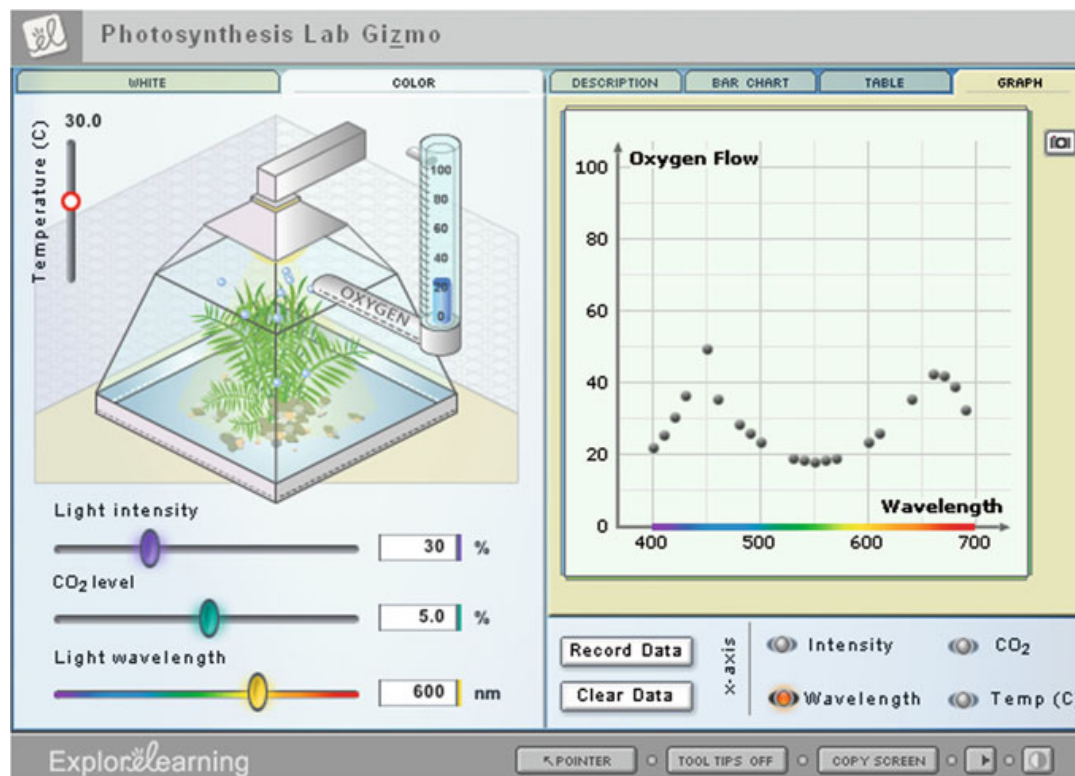 el
Photosynthesis Lab Gizmo
WHITE
COLOR
DESCRIPTION
BAR CHART
TABLE
GRAPH
30.0
Temperature (C)
100
80
60
40
20
0
OXYGEN
Oxygen Flow
100
80
60
40
20
0
Wavelength
400 500 600 700
Light intensity
30 %
CO₂ level
5.0 %
Light wavelength
600 nm
Record Data
Clear Data
x-axis
Intensity
CO₂
Wavelength
Temp (C
ExploreLearning
POINTER
TOOL TIPS OFF
COPY SCREEN